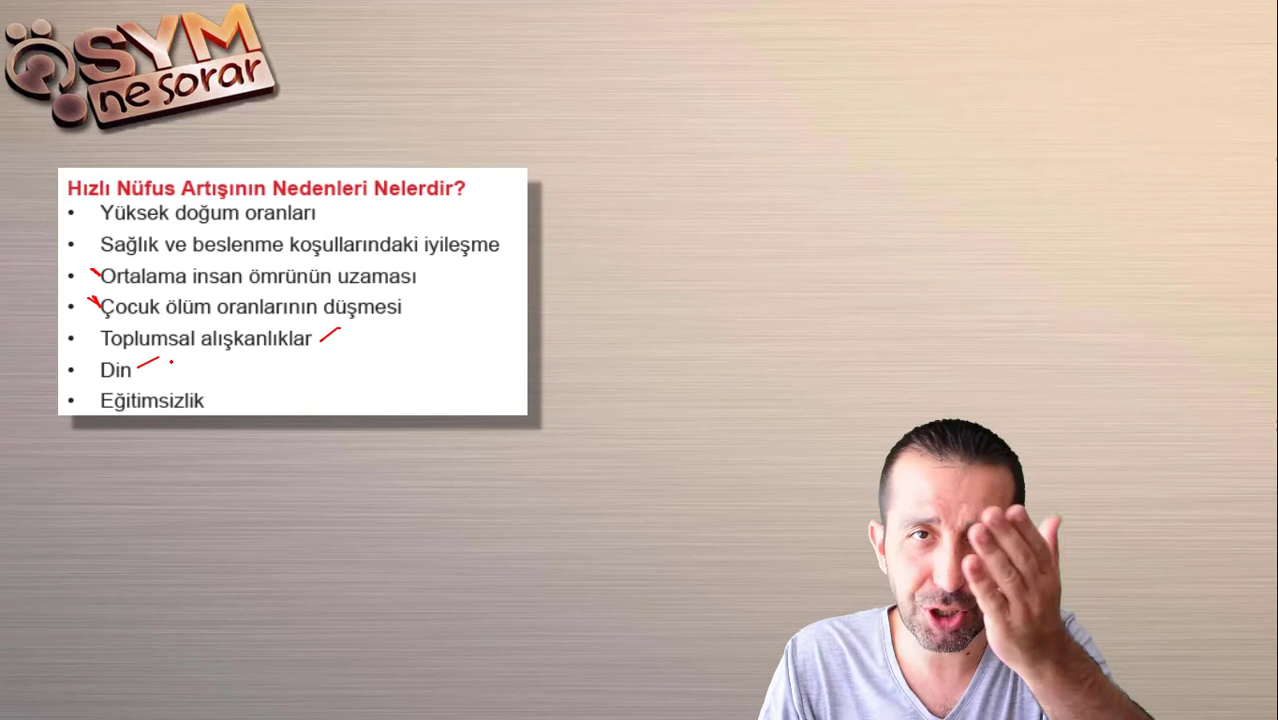 ÖSYM
ne sorar
Hızlı Nüfus Artışının Nedenleri Nelerdir?
• Yüksek doğum oranları
• Sağlık ve beslenme koşullarındaki iyileşme
• Ortalama insan ömrünün uzaması
• Çocuk ölüm oranlarının düşmesi
• Toplumsal alışkanlıklar
• Din
• Eğitimsizlik